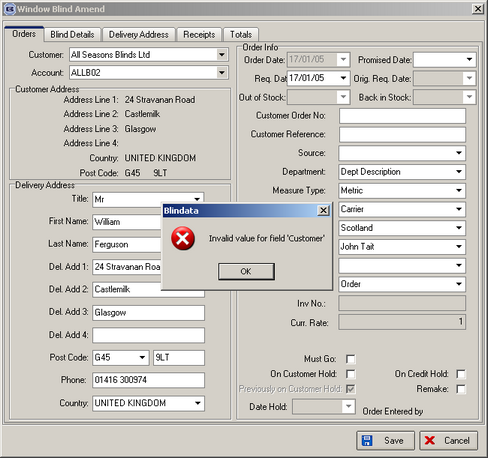 Window Blind Amend
Orders Blind Details Delivery Address Receipts Totals
Customer: All Seasons Blinds Ltd
Account: ALLB02
Customer Address
Address Line 1: 24 Stravanan Road
Address Line 2: Castlemilk
Address Line 3: Glasgow
Address Line 4:
Country: UNITED KINGDOM
Post Code: G45 9LT
Delivery Address
Title: Mr
First Name: William
Last Name: Ferguson
Del. Add 1: 24 Stravanan Roa
Del. Add 2: Castlemilk
Del. Add 3: Glasgow
Del. Add 4:
Post Code: G45 9LT
Phone: 01416 300974
Country: UNITED KINGDOM
Order Info
Order Date: 17/01/05 Promised Date:
Req. Dat 17/01/05 Orig. Req. Date:
Out of Stock: Back in Stock:
Customer Order No:
Customer Reference:
Source:
Department: Dept Description
Measure Type: Metric
Carrier
Scotland
John Tait
Order
Inv No.:
Curr. Rate: 1
Must Go:
On Customer Hold: On Credit Hold:
Previously on Customer Hold: Remake:
Date Hold: Order Entered by
Blindata
Invalid value for field 'Customer'
OK
Save Cancel